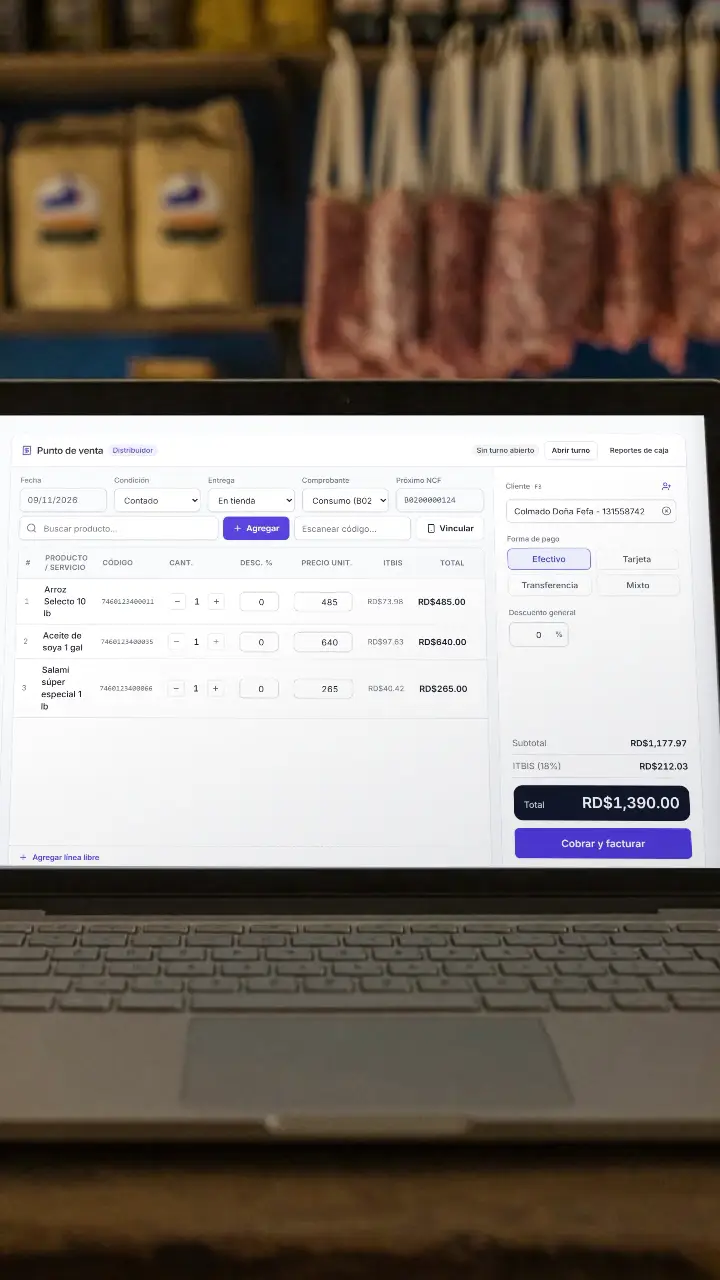 Punto de venta Distribuidor Sin turno abierto Abrir turno Reportes de caja
Fecha Condición Entrega Comprobante Próximo NCF
09/11/2026 Contado En tienda Consumo (B02 B0200000124
Buscar producto... + Agregar Escanear código... Vincular
# PRODUCTO / SERVICIO CÓDIGO CANT. DESC. % PRECIO UNIT. ITBIS TOTAL
1 Arroz Selecto 10 lb 7460123400011 − 1 + 0 485 RD$73.98 RD$485.00
2 Aceite de soya 1 gal 7460123400035 − 1 + 0 640 RD$97.63 RD$640.00
3 Salami súper especial 1 lb 7460123400066 − 1 + 0 265 RD$40.42 RD$265.00
+ Agregar línea libre
Cliente F3
Colmado Doña Fefa - 131558742
Forma de pago
Efectivo Tarjeta
Transferencia Mixto
Descuento general
0 %
Subtotal RD$1,177.97
ITBIS (18%) RD$212.03
Total RD$1,390.00
Cobrar y facturar